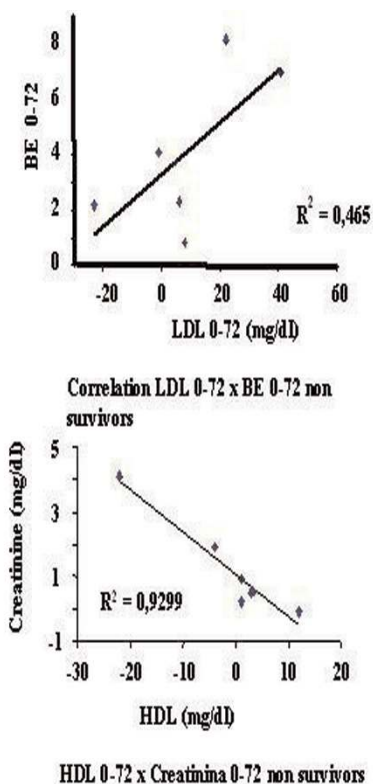 8
6
4
2
0
BE 0-72
R² = 0,465
-20 0 20 40 60
LDL 0-72 (mg/dl)
Correlation LDL 0-72 x BE 0-72 non
survivors
5
1
-1
Creatinine (mg/dl)
R² = 0,9299
-30 -20 -10 0 10 20
HDL (mg/dl)
HDL 0-72 x Creatinina 0-72 non survivors